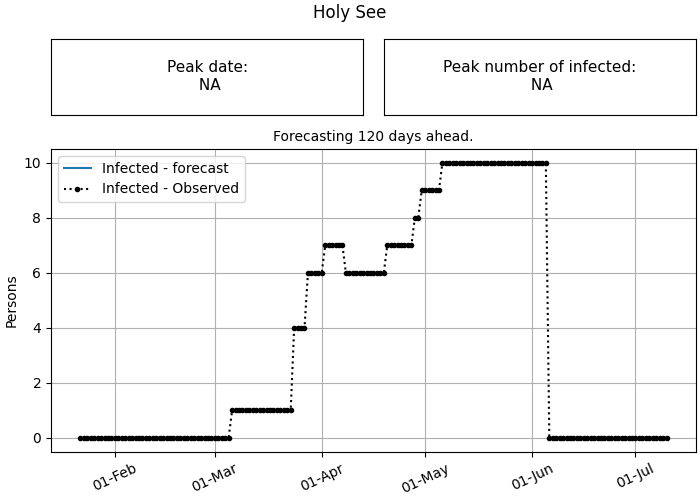 Holy See
Peak date:
NA
Peak number of infected:
NA
Forecasting 120 days ahead.
Infected - forecast
Infected - Observed
Persons
10
8
6
4
2
0
01-Feb
01-Mar
01-Apr
01-May
01-Jun
01-Jul